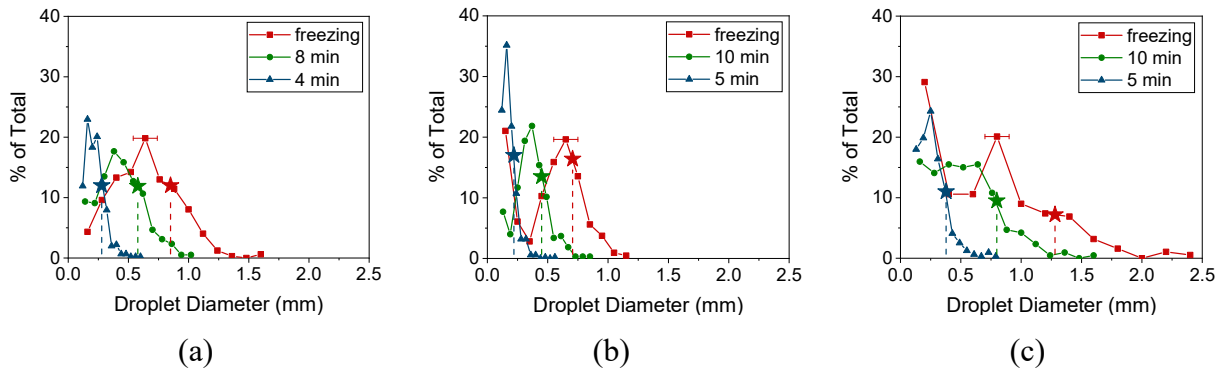 40
30
20
10
0
% of Total
freezing
8 min
4 min
0.0 0.5 1.0 1.5 2.0 2.5
Droplet Diameter (mm)
(a)
40
30
20
10
0
% of Total
freezing
10 min
5 min
0.0 0.5 1.0 1.5 2.0 2.5
Droplet Diameter (mm)
(b)
40
30
20
10
0
% of Total
freezing
10 min
5 min
0.0 0.5 1.0 1.5 2.0 2.5
Droplet Diameter (mm)
(c)